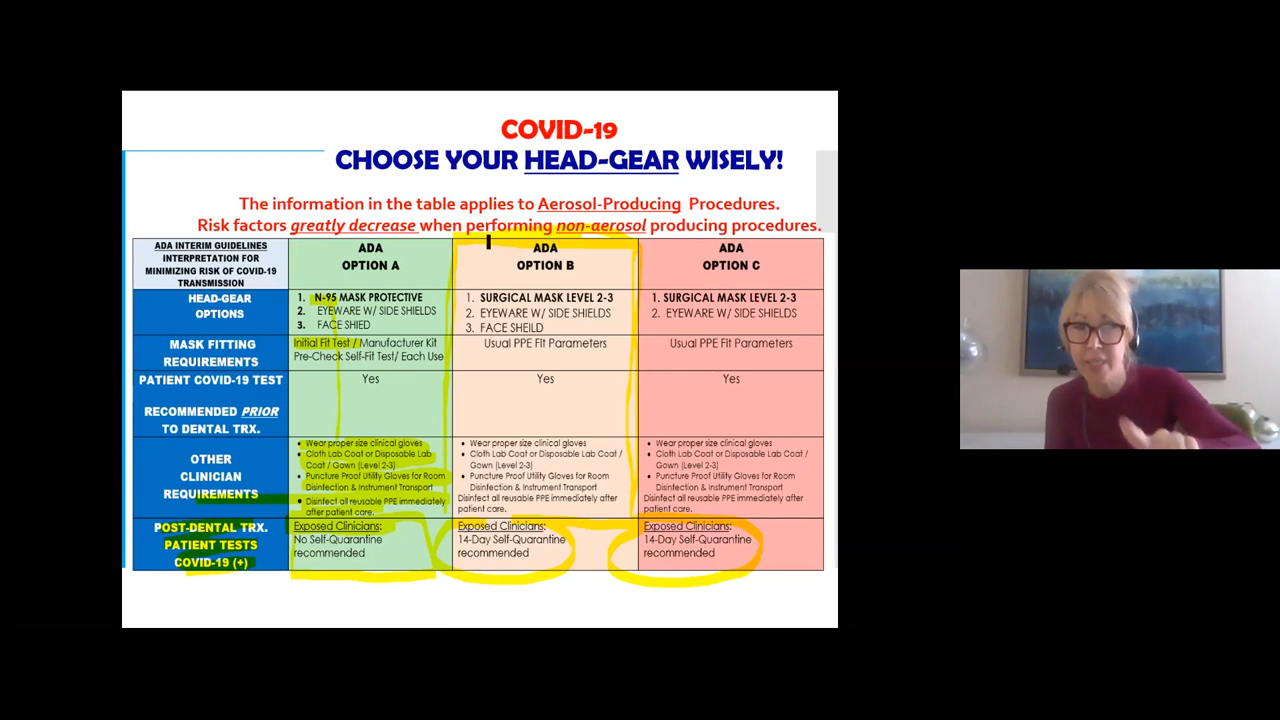 COVID-19
CHOOSE YOUR HEAD-GEAR WISELY!
The information in the table applies to Aerosol-Producing Procedures.
Risk factors greatly decrease when performing non-aerosol producing procedures.
ADA INTERIM GUIDELINES
INTERPRETATION FOR
MINIMIZING RISK OF COVID-19
TRANSMISSION
ADA
OPTION A
ADA
OPTION B
ADA
OPTION C
HEAD-GEAR
OPTIONS
1. N-95 MASK PROTECTIVE
2. EYEWARE W/ SIDE SHIELDS
3. FACE SHIED
1. SURGICAL MASK LEVEL 2-3
2. EYEWARE W/ SIDE SHIELDS
3. FACE SHEILD
1. SURGICAL MASK LEVEL 2-3
2. EYEWARE W/ SIDE SHIELDS
MASK FITTING
REQUIREMENTS
Initial Fit Test / Manufacturer Kit
Pre-Check Self-Fit Test/ Each Use
Usual PPE Fit Parameters
Usual PPE Fit Parameters
PATIENT COVID-19 TEST
RECOMMENDED PRIOR
TO DENTAL TRX.
Yes
Yes
Yes
OTHER
CLINICIAN
REQUIREMENTS
• Wear proper size clinical gloves
• Cloth Lab Coat or Disposable Lab
Coat / Gown (Level 2-3)
• Puncture Proof Utility Gloves for Room
Disinfection & Instrument Transport
• Disinfect all reusable PPE immediately
after patient care.
• Wear proper size clinical gloves
• Cloth Lab Coat or Disposable Lab Coat /
Gown (Level 2-3)
• Puncture Proof Utility Gloves for Room
Disinfection & Instrument Transport
Disinfect all reusable PPE immediately after
patient care.
• Wear proper size clinical gloves
• Cloth Lab Coat or Disposable Lab Coat /
Gown (Level 2-3)
• Puncture Proof Utility Gloves for Room
Disinfection & Instrument Transport
Disinfect all reusable PPE immediately after
patient care.
POST-DENTAL TRX.
PATIENT TESTS
COVID-19 (+)
Exposed Clinicians:
No Self-Quarantine
recommended
Exposed Clinicians:
14-Day Self-Quarantine
recommended
Exposed Clinicians:
14-Day Self-Quarantine
recommended